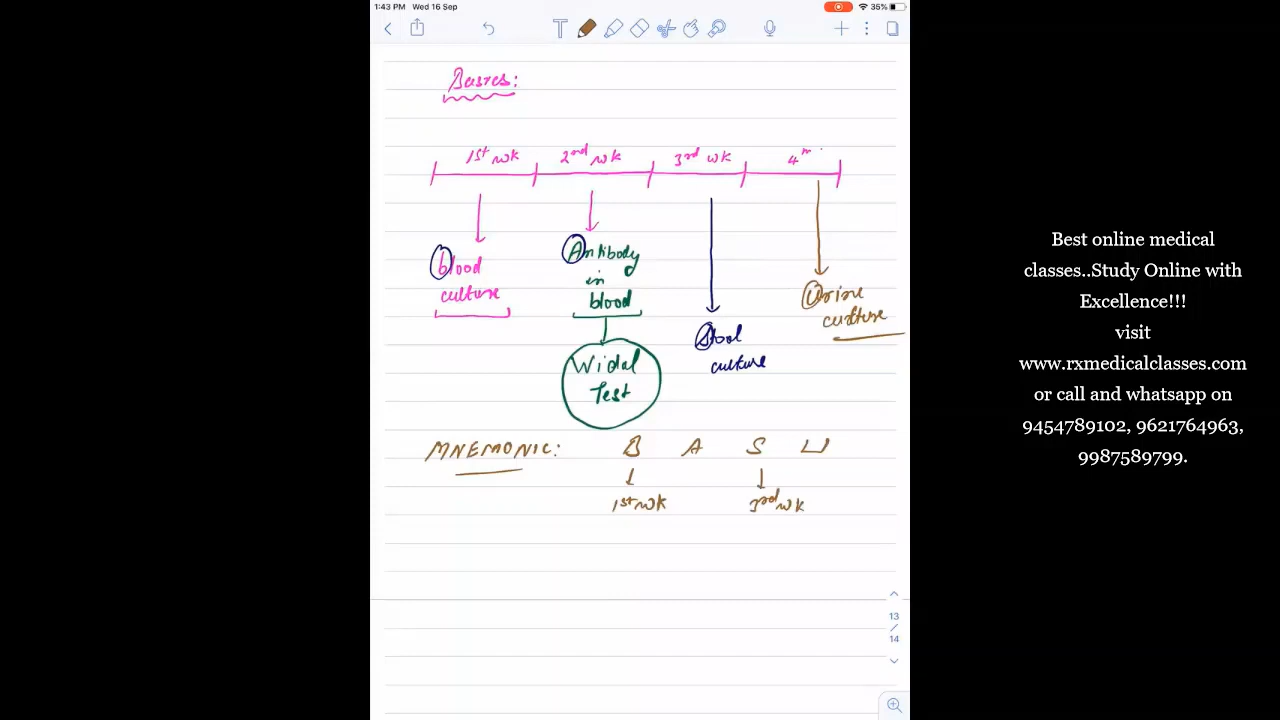 1:43 PM Wed 16 Sep
35%
T
Basics:
1st wk 2nd wk 3rd wk 4th
Blood
culture
Antibody
in
blood
Stool
culture
Urine
culture
Widal
Test
MNEMONIC: B A S U
1st wk 3rd wk
13
/
14
Best online medical
classes..Study Online with
Excellence!!!
visit
www.rxmedicalclasses.com
or call and whatsapp on
9454789102, 9621764963,
9987589799.